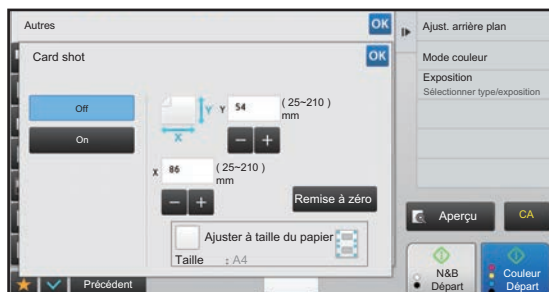 Autres
OK
Card shot
OK
Off
On
Y
Y 54 (25~210) mm
X
X 86 (25~210) mm
Remise à zéro
Ajuster à taille du papier
Taille : A4
Précédent
Ajust. arrière plan
Mode couleur
Exposition
Sélectionner type/exposition
Aperçu
CA
N&B
Départ
Couleur
Départ